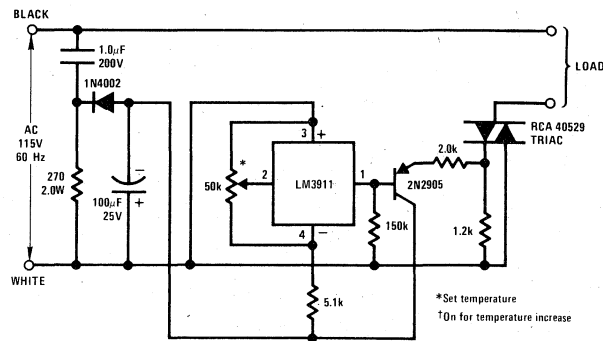 BLACK
1.0μF
200V
1N4002
LOAD
AC
115V
60 Hz
RCA 40529
TRIAC
3
+
2.0k
*
50k
2
LM3911
1
2N2905
270
2.0W
100μF
25V
−
+
4
−
150k
1.2k
WHITE
5.1k
*Set temperature
†On for temperature increase